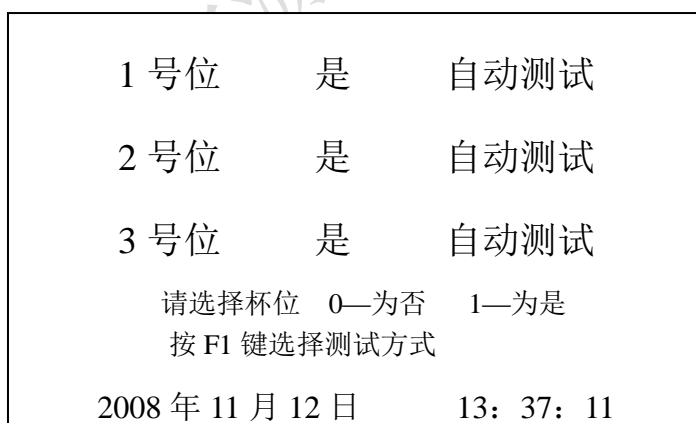 1 号位 是 自动测试
2 号位 是 自动测试
3 号位 是 自动测试
请选择杯位 0—为否 1—为是
按 F1 键选择测试方式
2008 年 11 月 12 日 13：37：11